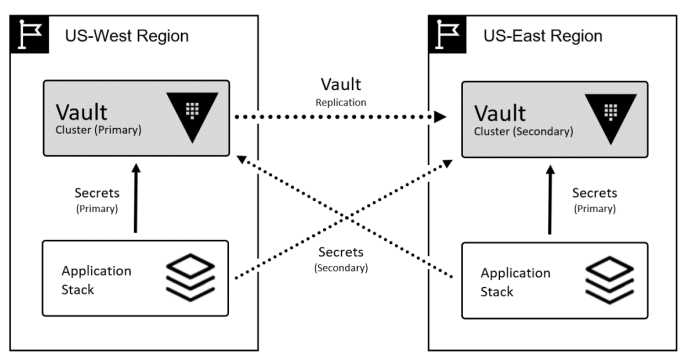 US-West Region
US-East Region
Vault
Cluster (Primary)
Vault
Replication
Vault
Cluster (Secondary)
Secrets
(Primary)
Secrets
(Secondary)
Secrets
(Primary)
Application
Stack
Application
Stack